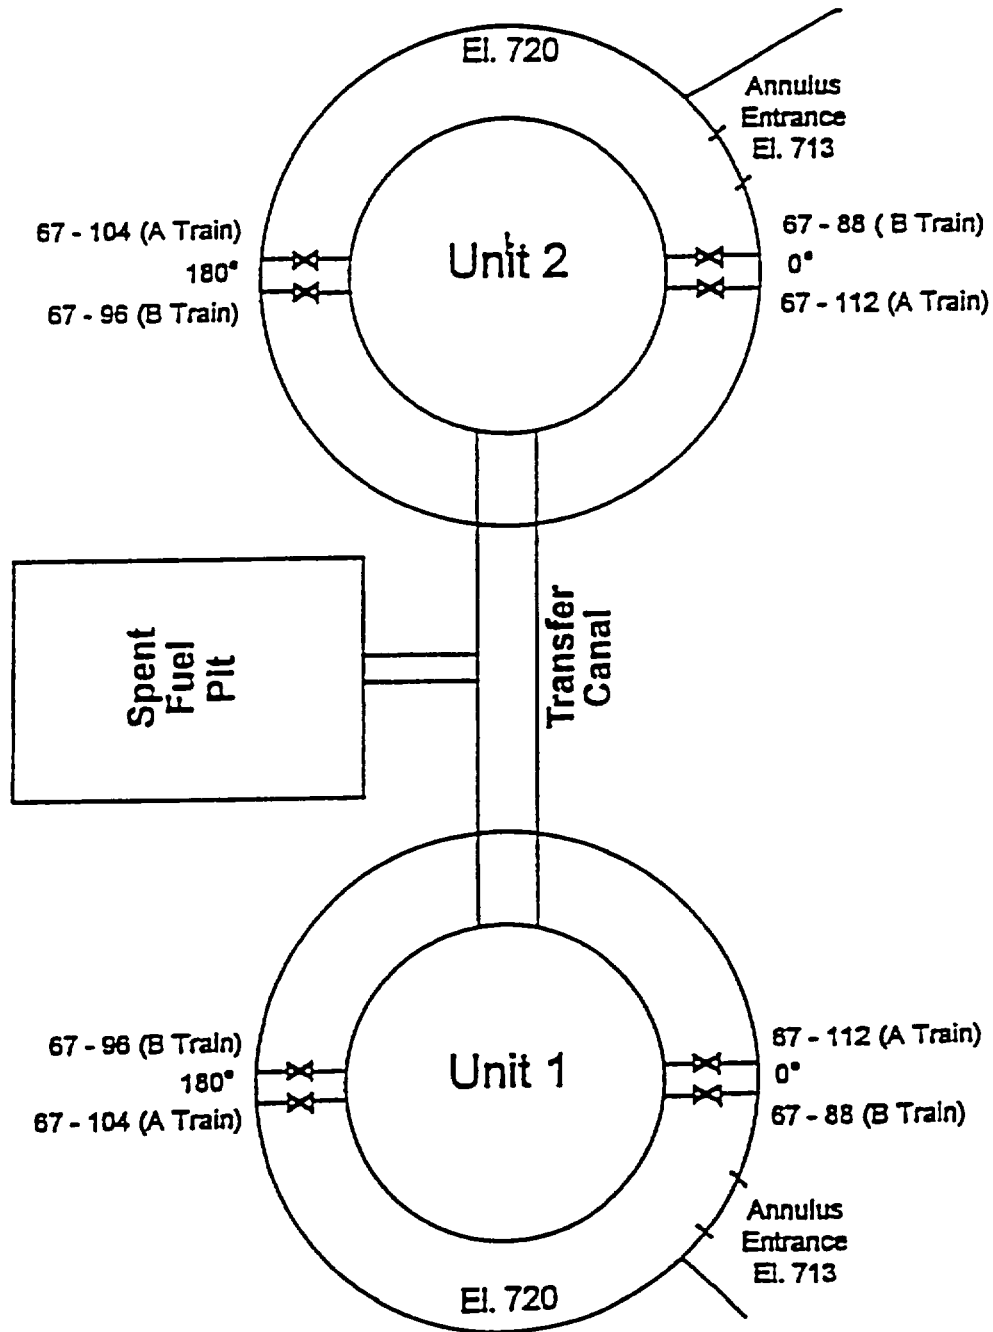 El. 720
Annulus
Entrance
El. 713
67 - 104 (A Train)
180°
67 - 96 (B Train)
Unit 2
67 - 88 ( B Train)
0°
67 - 112 (A Train)
Spent
Fuel
Pit
Transfer
Canal
67 - 96 (B Train)
180°
67 - 104 (A Train)
Unit 1
67 - 112 (A Train)
0°
67 - 88 (B Train)
Annulus
Entrance
El. 713
El. 720